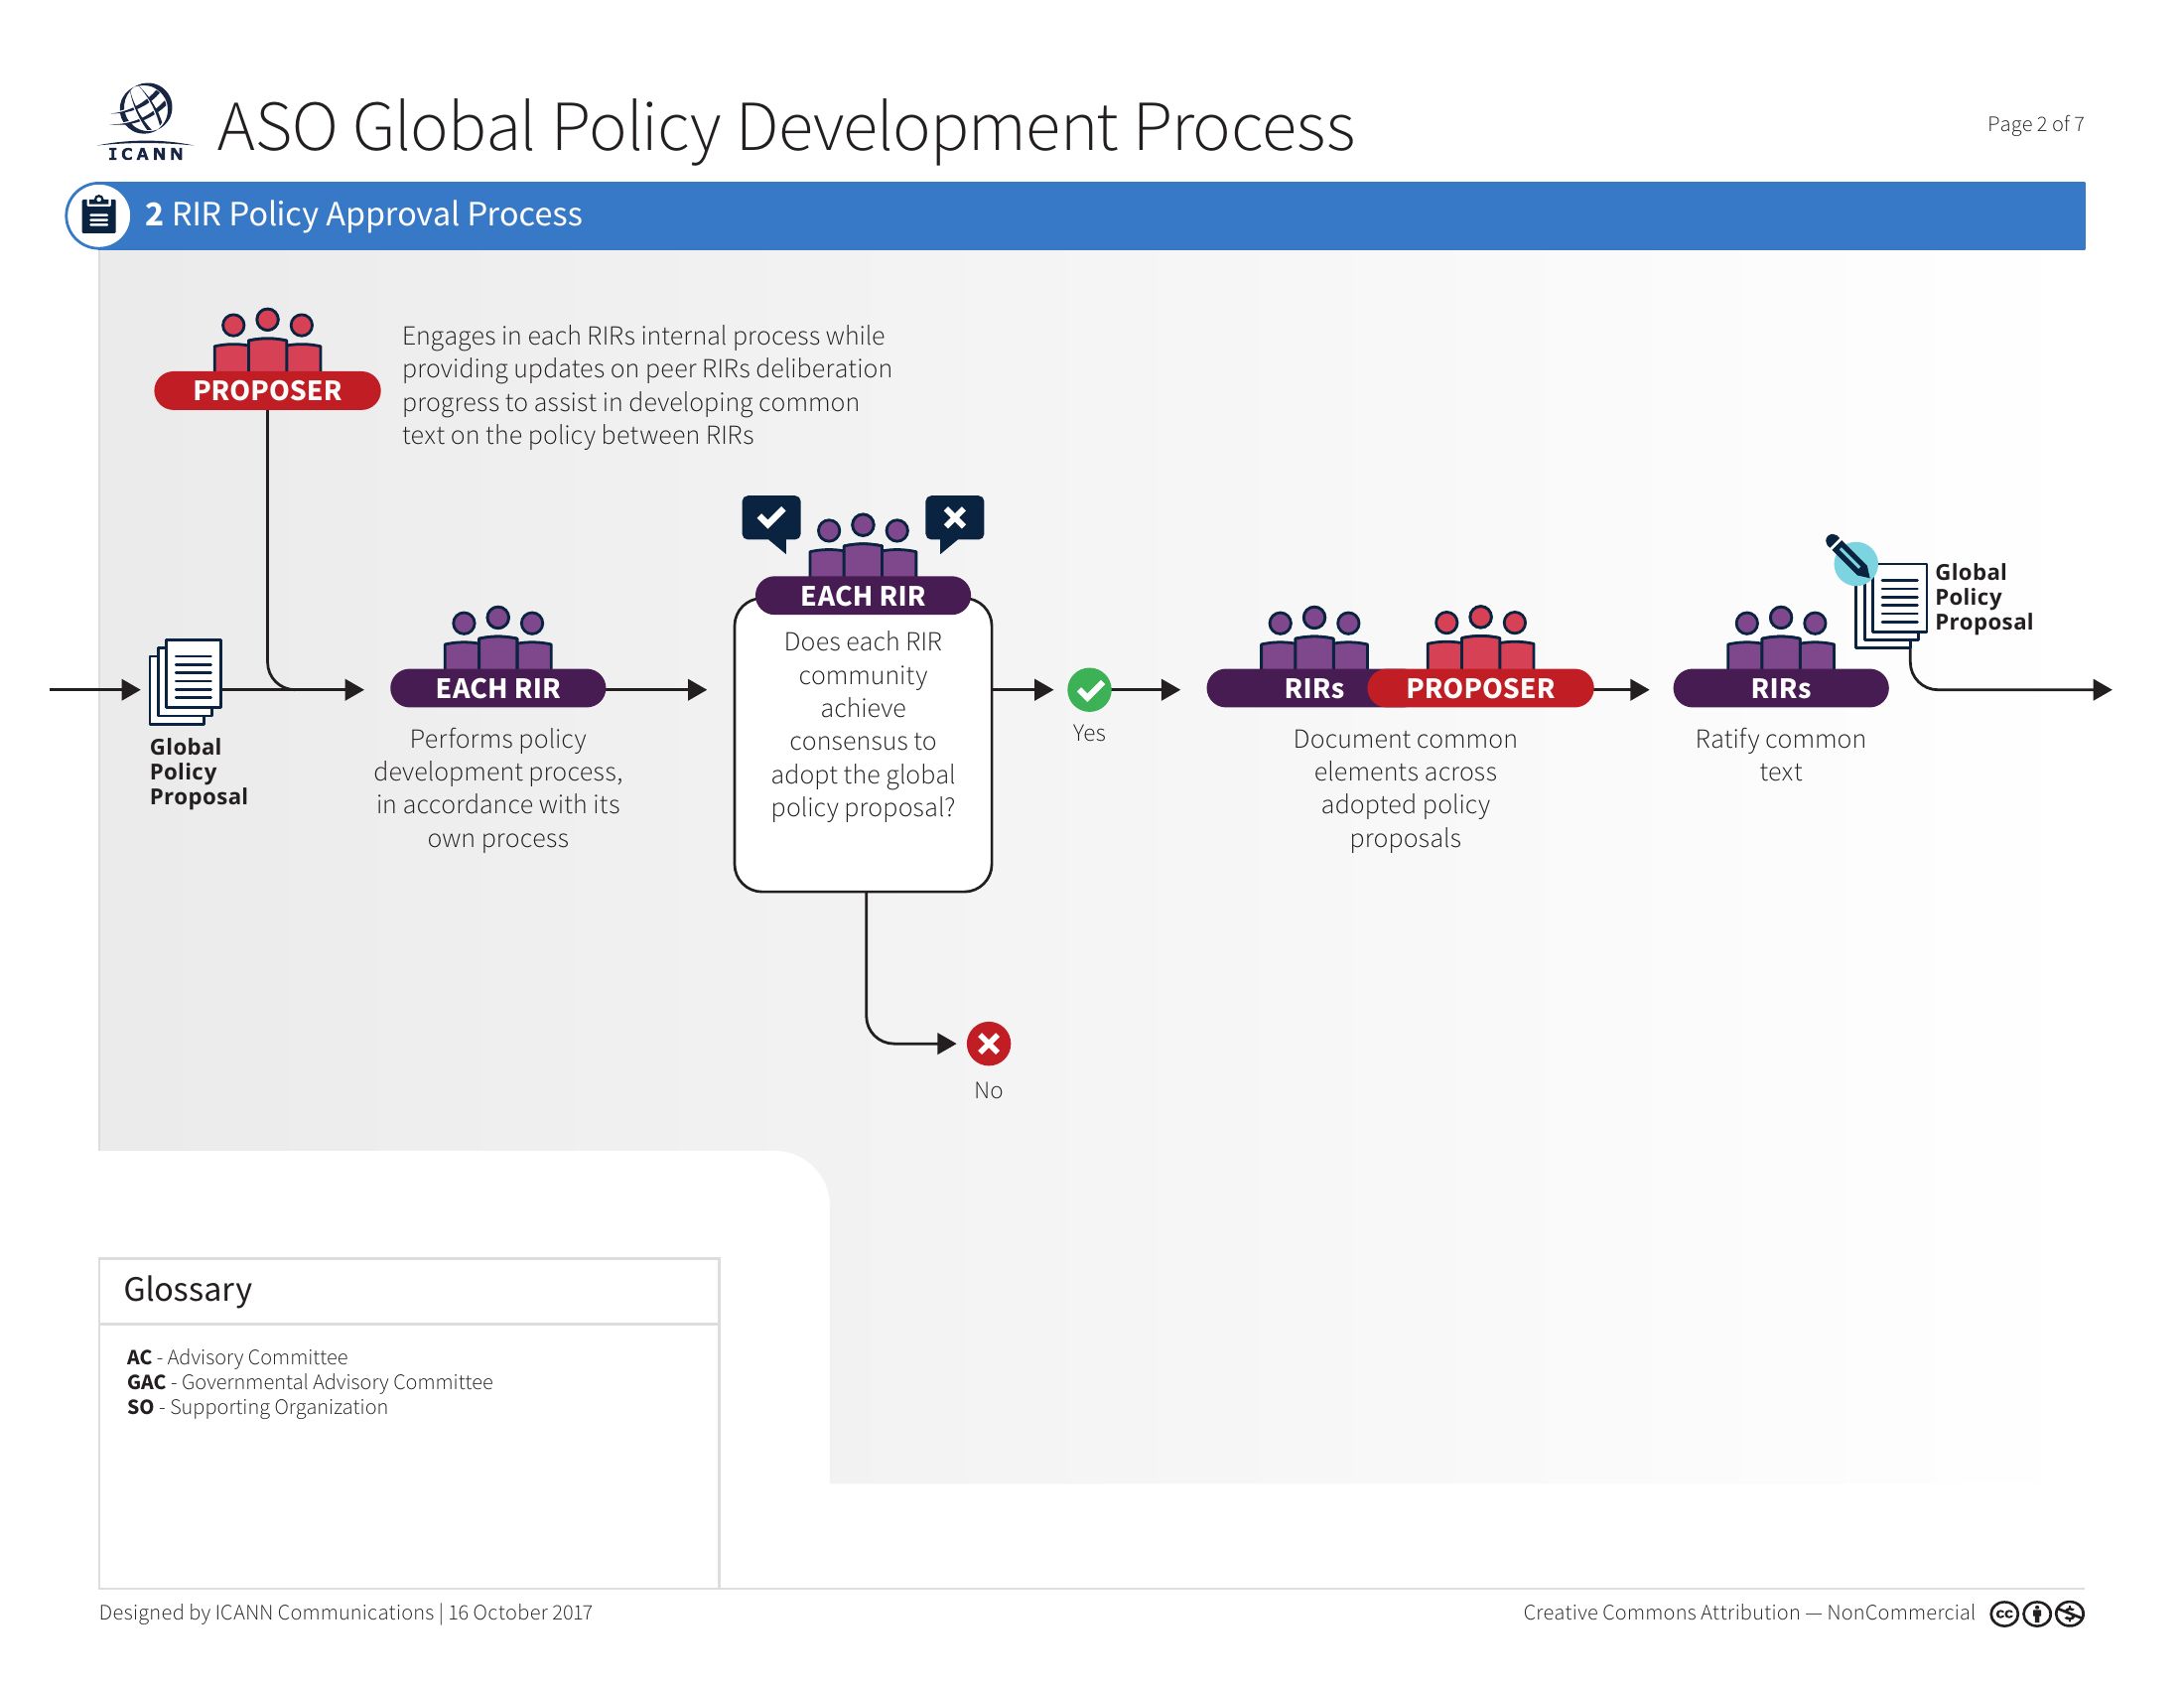 ICANN
ASO Global Policy Development Process
Page 2 of 7
2 RIR Policy Approval Process
PROPOSER
Engages in each RIRs internal process while
providing updates on peer RIRs deliberation
progress to assist in developing common
text on the policy between RIRs
Global
Policy
Proposal
EACH RIR
Performs policy
development process,
in accordance with its
own process
EACH RIR
Does each RIR
community
achieve
consensus to
adopt the global
policy proposal?
Yes
No
RIRs
PROPOSER
Document common
elements across
adopted policy
proposals
RIRs
Ratify common
text
Global
Policy
Proposal
Glossary
AC - Advisory Committee
GAC - Governmental Advisory Committee
SO - Supporting Organization
Designed by ICANN Communications | 16 October 2017
Creative Commons Attribution — NonCommercial
cc